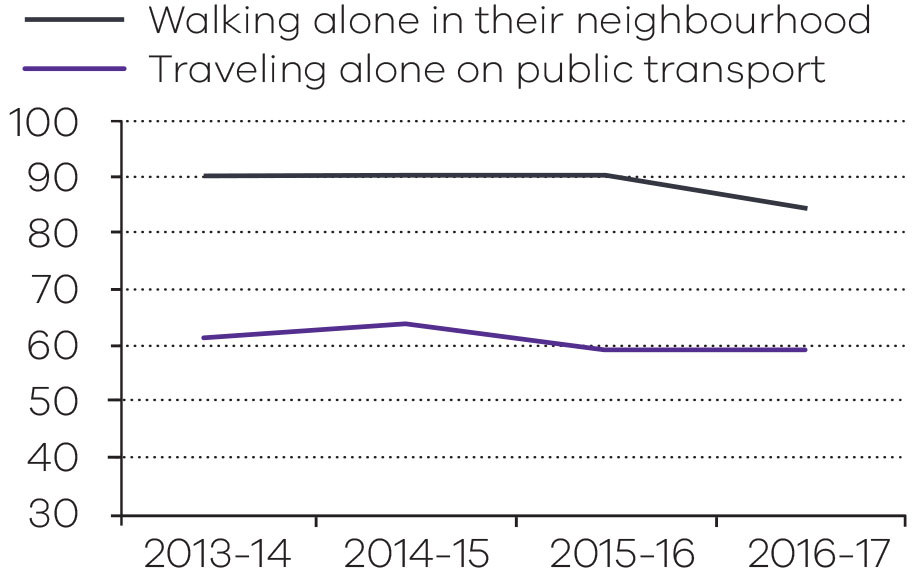 Walking alone in their neighbourhood
Traveling alone on public transport
100
90
80
70
60
50
40
30
2013-14 2014-15 2015-16 2016-17